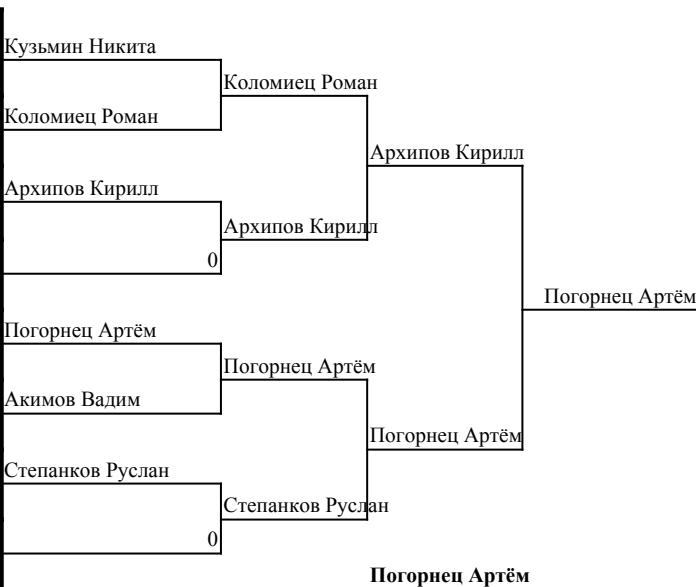 Кузьмин Никита
Коломиец Роман
Коломиец Роман
Архипов Кирилл
Архипов Кирилл
Архипов Кирилл
0
Погорнец Артём
Погорнец Артём
Погорнец Артём
Акимов Вадим
Погорнец Артём
Степанков Руслан
Степанков Руслан
0
Погорнец Артём